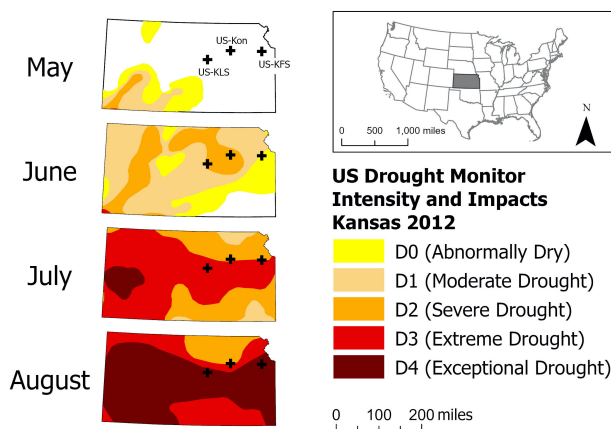 May
US-Kon
US-KLS
US-KFS
June
July
August
N
0 500 1,000 miles
US Drought Monitor
Intensity and Impacts
Kansas 2012
D0 (Abnormally Dry)
D1 (Moderate Drought)
D2 (Severe Drought)
D3 (Extreme Drought)
D4 (Exceptional Drought)
0 100 200 miles